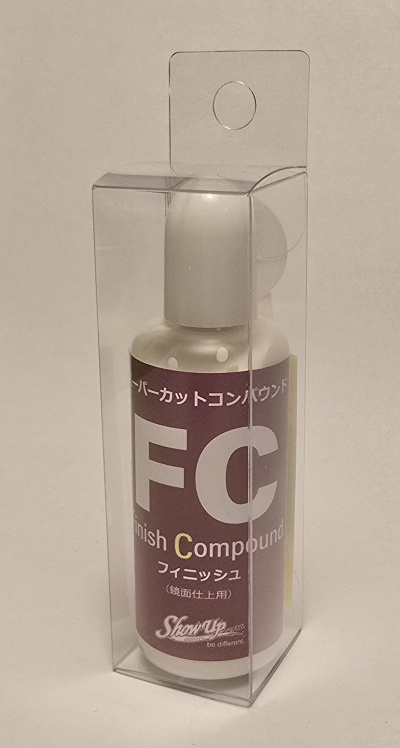 ーパーカットコンパウンド
FC
inish Compound
フィニッシュ
(鏡面仕上用)
Show Up
be different.